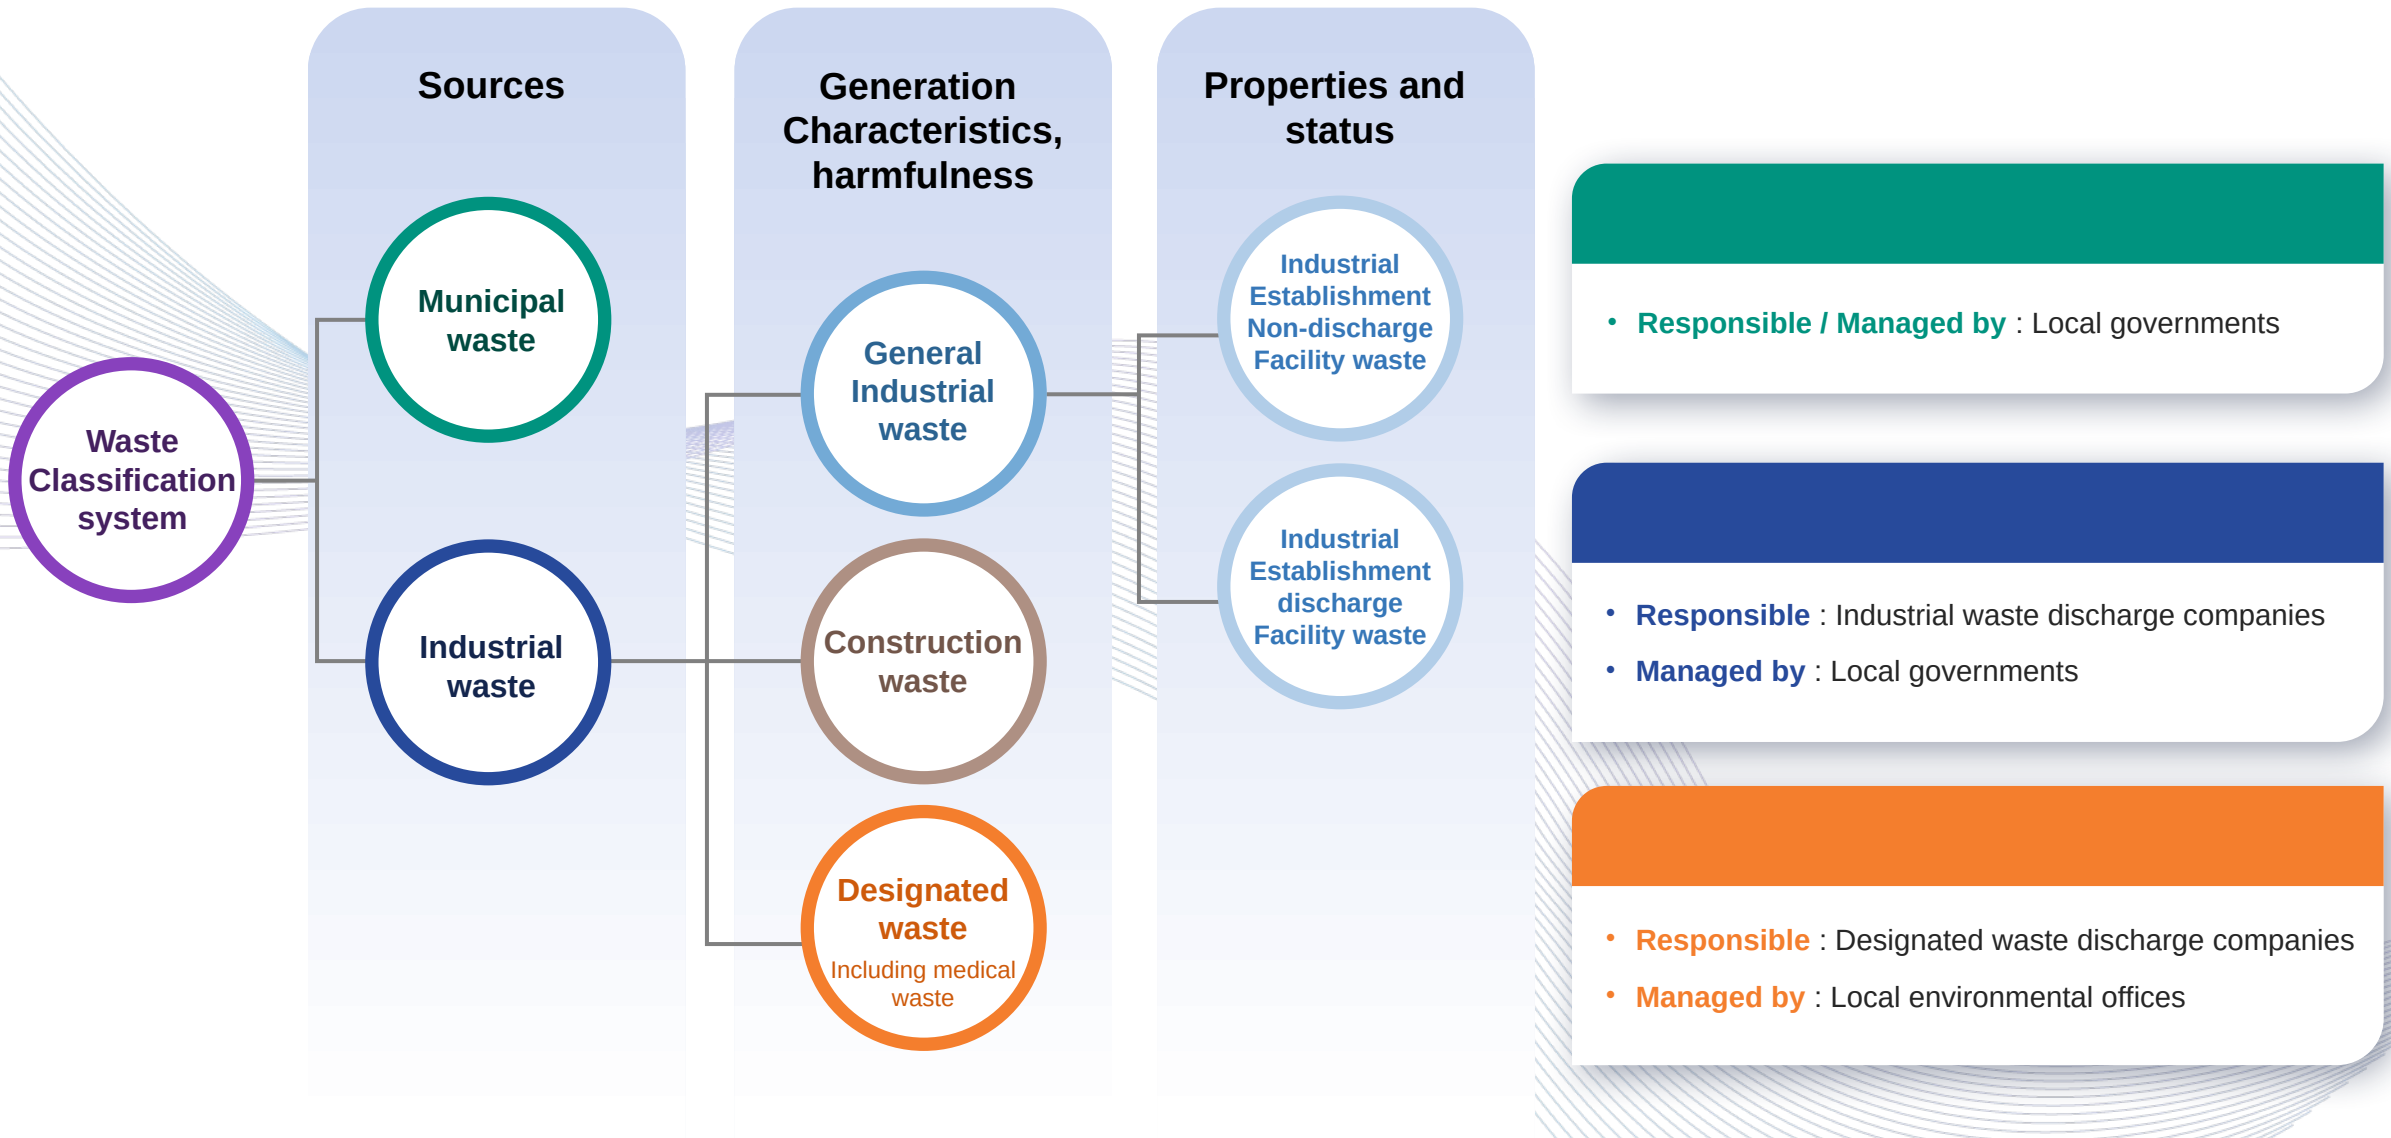 Sources
Generation
Characteristics,
harmfulness
Properties and
status
Waste
Classification
system
Municipal
waste
Industrial
waste
General
Industrial
waste
Construction
waste
Designated
waste
Including medical
waste
Industrial
Establishment
Non-discharge
Facility waste
Industrial
Establishment
discharge
Facility waste
• Responsible / Managed by : Local governments
• Responsible : Industrial waste discharge companies
• Managed by : Local governments
• Responsible : Designated waste discharge companies
• Managed by : Local environmental offices